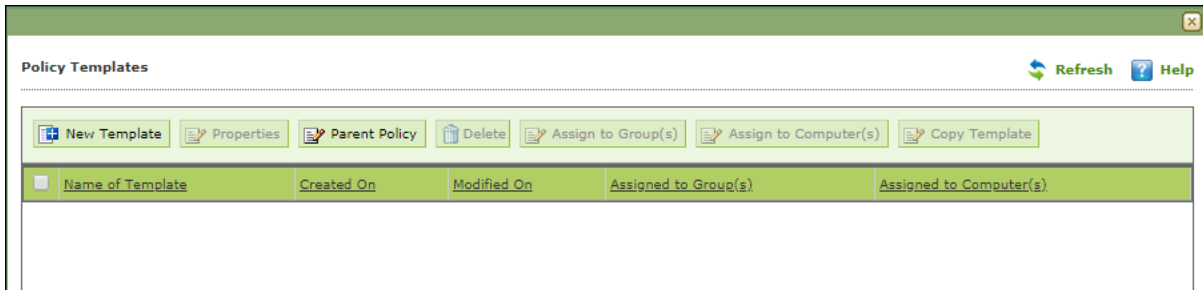 Policy Templates
Refresh Help
New Template Properties Parent Policy Delete Assign to Group(s) Assign to Computer(s) Copy Template
Name of Template Created On Modified On Assigned to Group(s) Assigned to Computer(s)